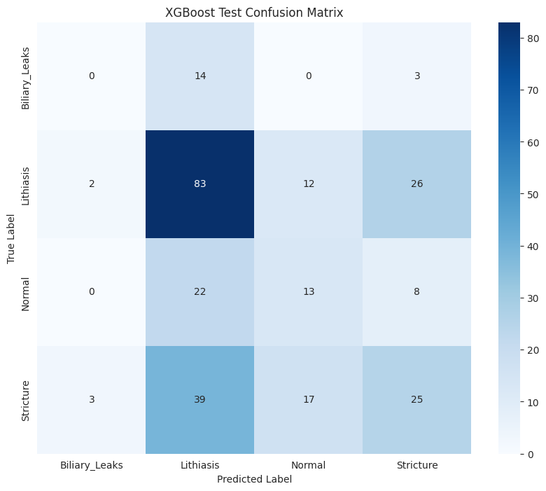 XGBoost Test Confusion Matrix
Biliary_Leaks
0 14 0 3
Lithiasis
2 83 12 26
Normal
0 22 13 8
Stricture
3 39 17 25
True Label
Biliary_Leaks Lithiasis Normal Stricture
Predicted Label
80
70
60
50
40
30
20
10
0